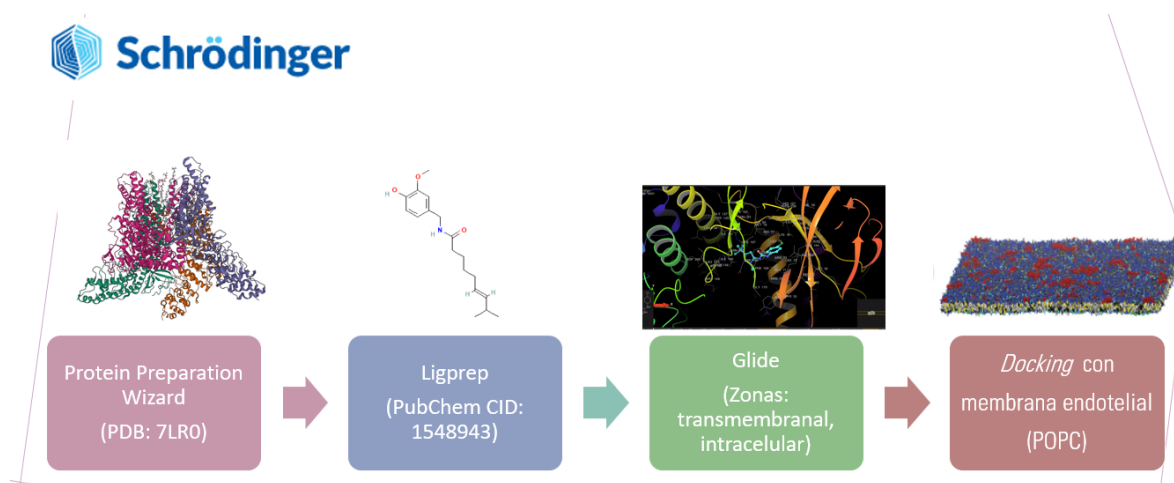 Schrödinger
Protein Preparation
Wizard
(PDB: 7LR0)
Ligprep
(PubChem CID:
1548943)
Glide
(Zonas:
transmembranal,
intracelular)
Docking con
membrana endotelial
(POPC)